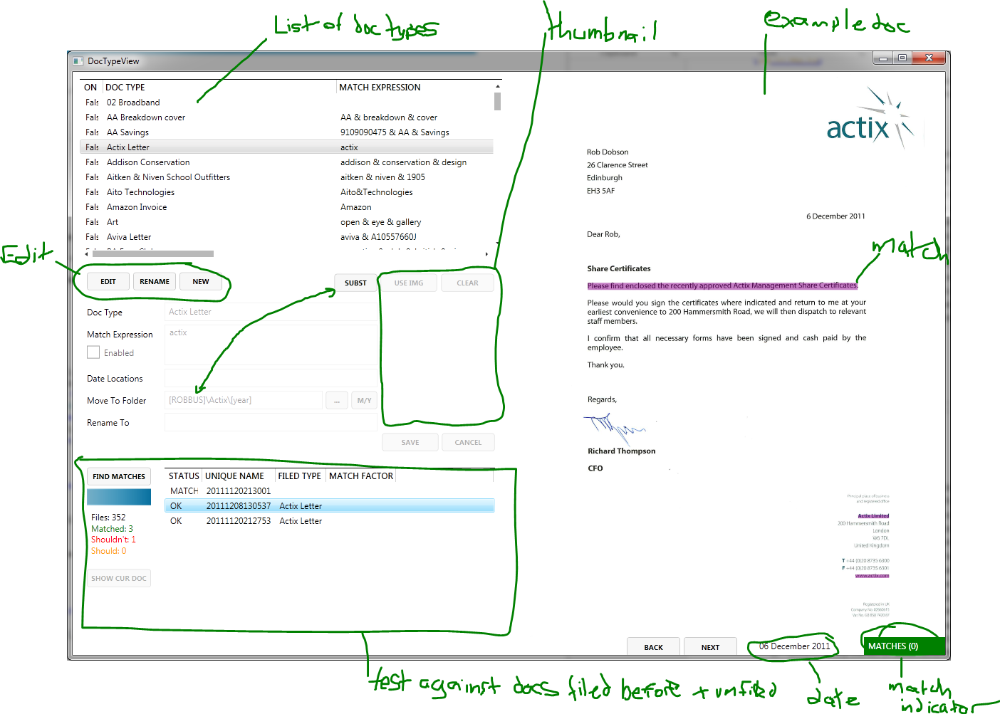 List of Doc types
thumbnail
example doc
DocTypeView
ON DOC TYPE MATCH EXPRESSION
Fals 02 Broadband
Fals AA Breakdown cover AA & breakdown & cover
Fals AA Savings 9109090475 & AA & Savings
Fals Actix Letter actix
Fals Addison Conservation addison & conservation & design
Fals Aitken & Niven School Outfitters aitken & niven & 1905
Fals Aito Technologies Aito&Technologies
Fals Amazon Invoice Amazon
Fals Art open & eye & gallery
Fals Aviva Letter aviva & A10557660J
Edit
EDIT RENAME NEW SUBST USE IMG CLEAR
Doc Type Actix Letter
Match Expression actix
Enabled
Date Locations
Move To Folder [ROBBUS]\Actix\[year] ... M/Y
Rename To
SAVE CANCEL
FIND MATCHES
Files: 352
Matched: 3
Shouldn't: 1
Should: 0
SHOW CUR DOC
STATUS UNIQUE NAME FILED TYPE MATCH FACTOR
MATCH 20111120213001
OK 20111208130537 Actix Letter
OK 20111120212753 Actix Letter
actix
Rob Dobson
26 Clarence Street
Edinburgh
EH3 5AF
6 December 2011
Dear Rob,
match
Share Certificates
Please find enclosed the recently approved Actix Management Share Certificates.
Please would you sign the certificates where indicated and return to me at your
earliest convenience to 200 Hammersmith Road, we will then dispatch to relevant
staff members.
I confirm that all necessary forms have been signed and cash paid by the
employee.
Thank you.
Regards,
Richard Thompson
CFO
Principal place of business
and registered office
Actix Limited
200 Hammersmith Road
London
W6 7DL
United Kingdom
T +44 (0)20 8735 6300
F +44 (0)20 8735 6301
www.actix.com
Registered in UK
BACK NEXT 06 December 2011 MATCHES (0)
test against docs filed before + unfiled
date
match
indicator